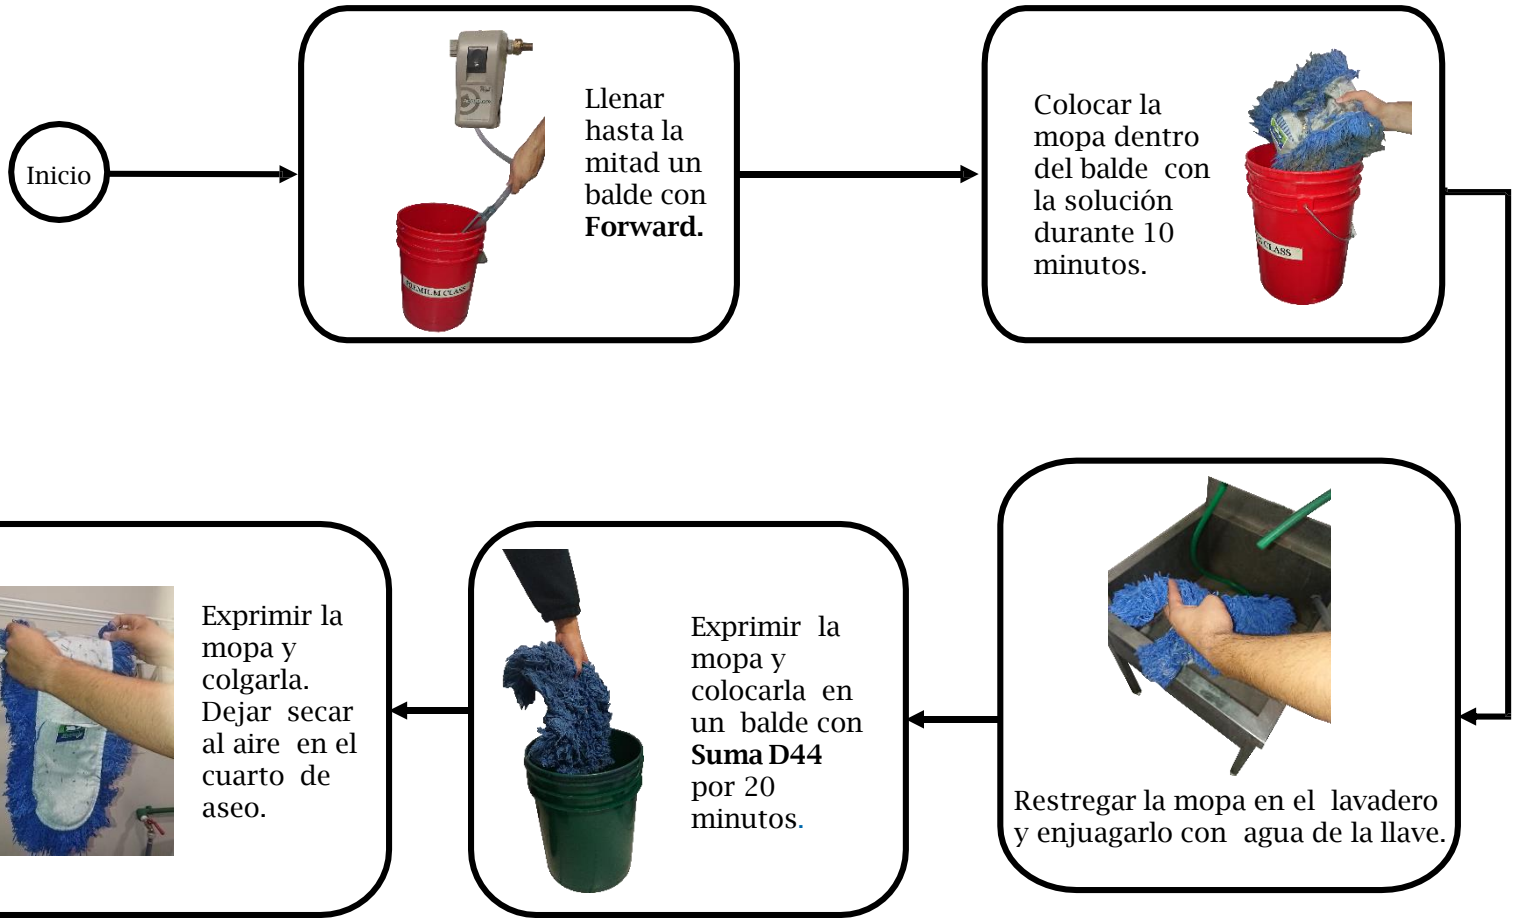 Inicio
Llenar
hasta la
mitad un
balde con
Forward.
PREMIUM CLASS
Colocar la
mopa dentro
del balde con
la solución
durante 10
minutos.
CLASS
Restregar la mopa en el lavadero
y enjuagarlo con agua de la llave.
Exprimir la
mopa y
colocarla en
un balde con
Suma D44
por 20
minutos.
Exprimir la
mopa y
colgarla.
Dejar secar
al aire en el
cuarto de
aseo.